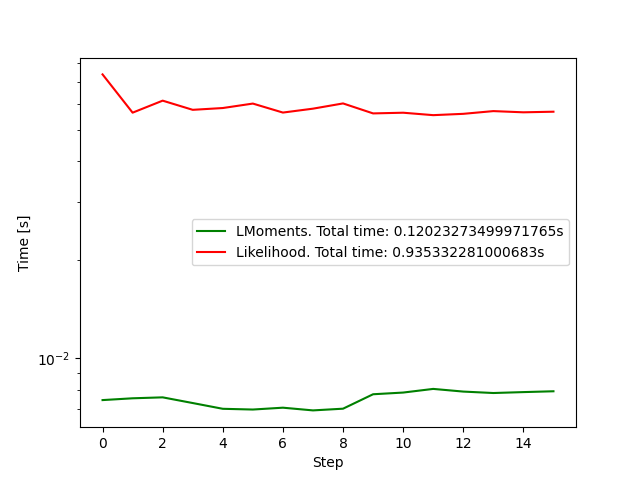 Time [s]
10⁻²
LMoments. Total time: 0.12023273499971765s
Likelihood. Total time: 0.935332281000683s
0 2 4 6 8 10 12 14
Step